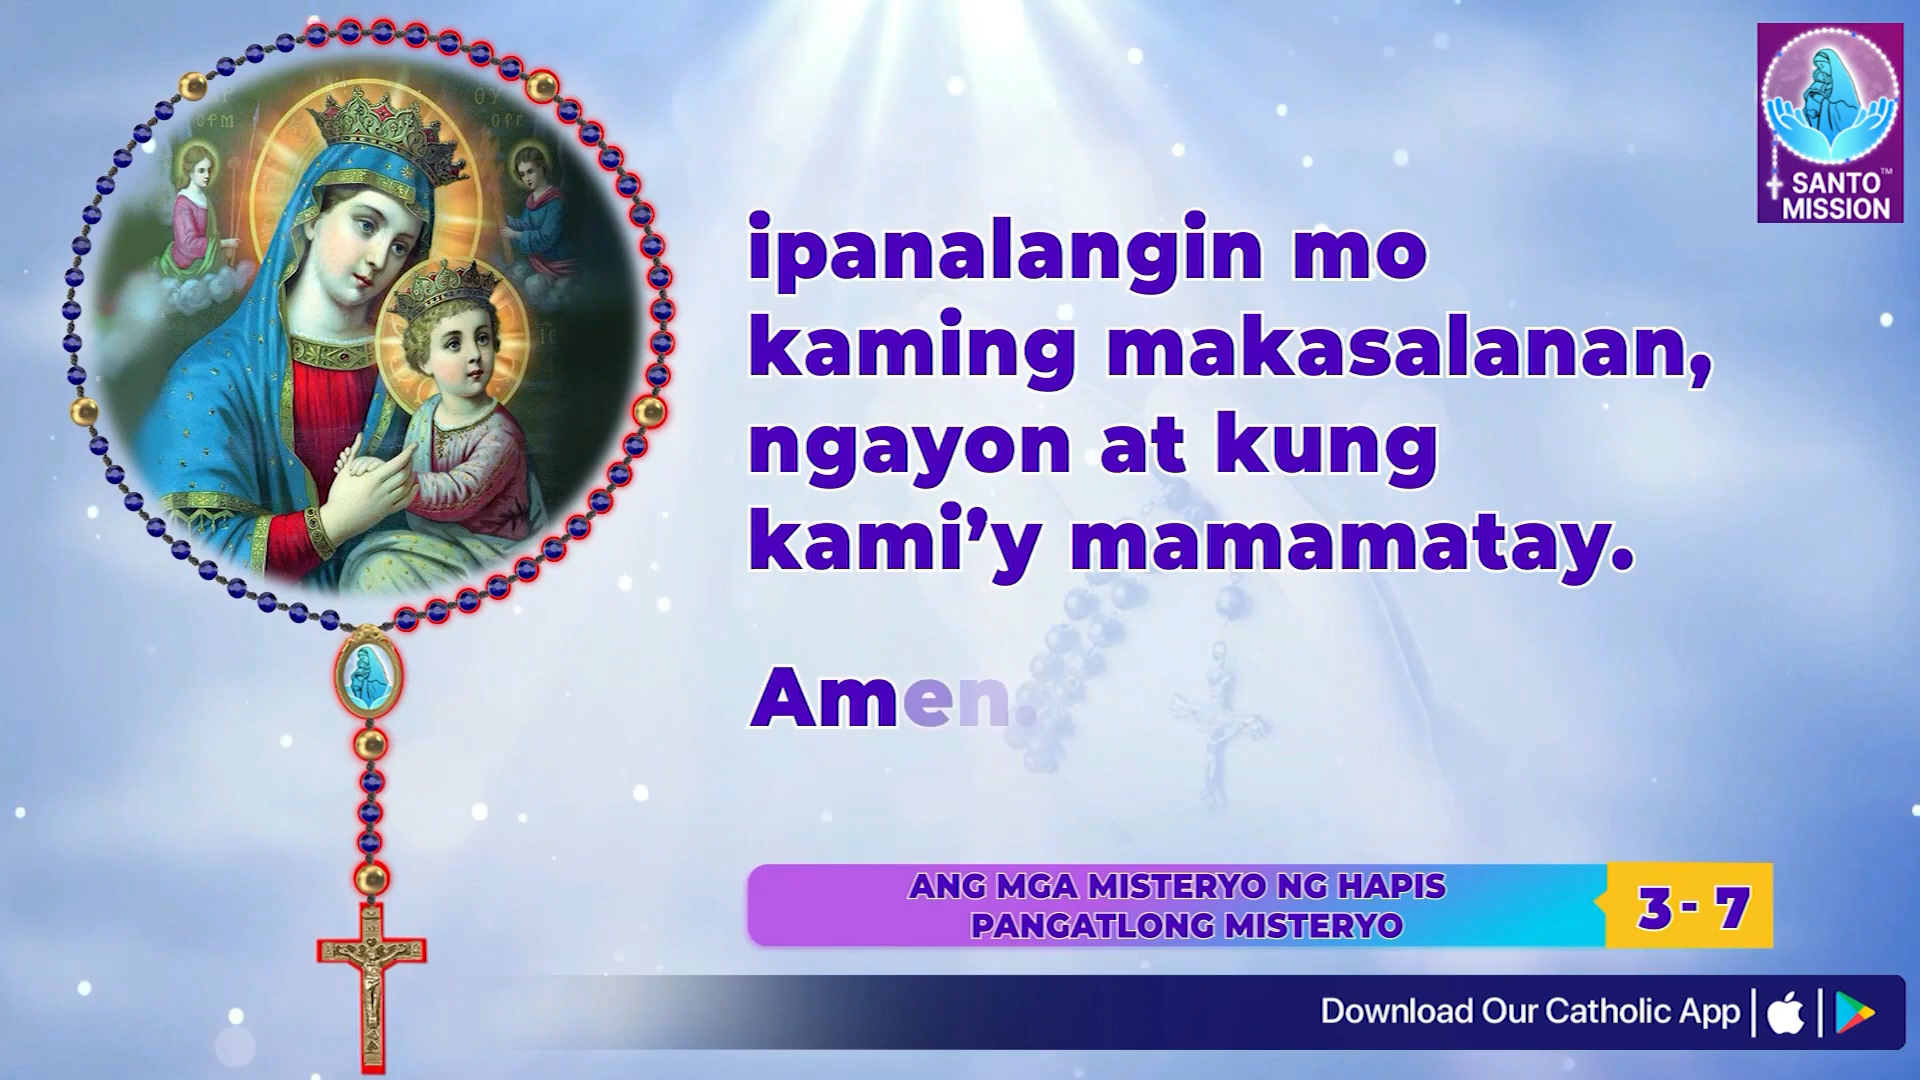 SANTO™
MISSION
ipanalangin mo
kaming makasalanan,
ngayon at kung
kami’y mamamatay.
Amen.
ANG MGA MISTERYO NG HAPIS
PANGATLONG MISTERYO
3- 7
Download Our Catholic App